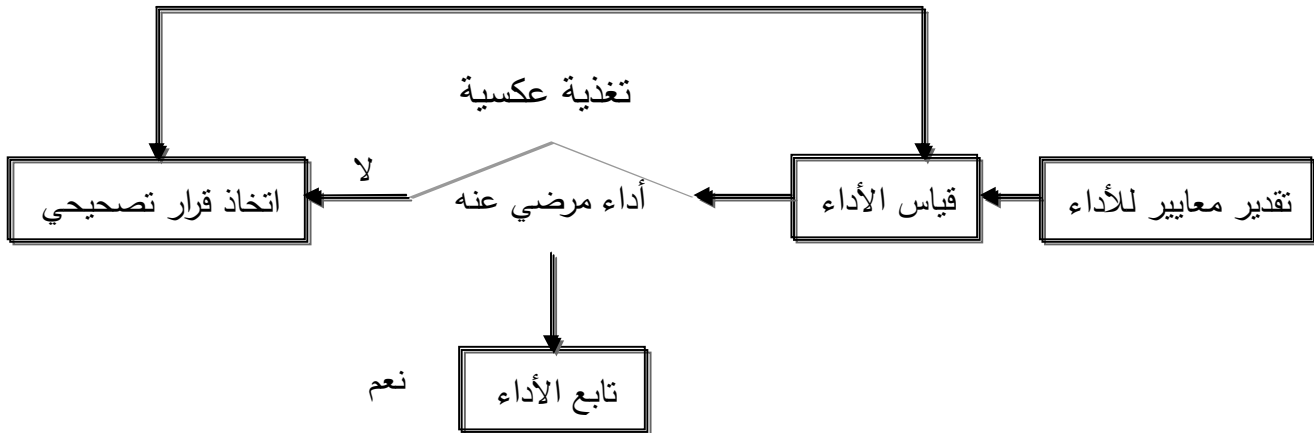 تغذية عكسية
تقدير معايير للأداء
قياس الأداء
أداء مرضي عنه
لا
اتخاذ قرار تصحيحي
نعم
تابع الأداء